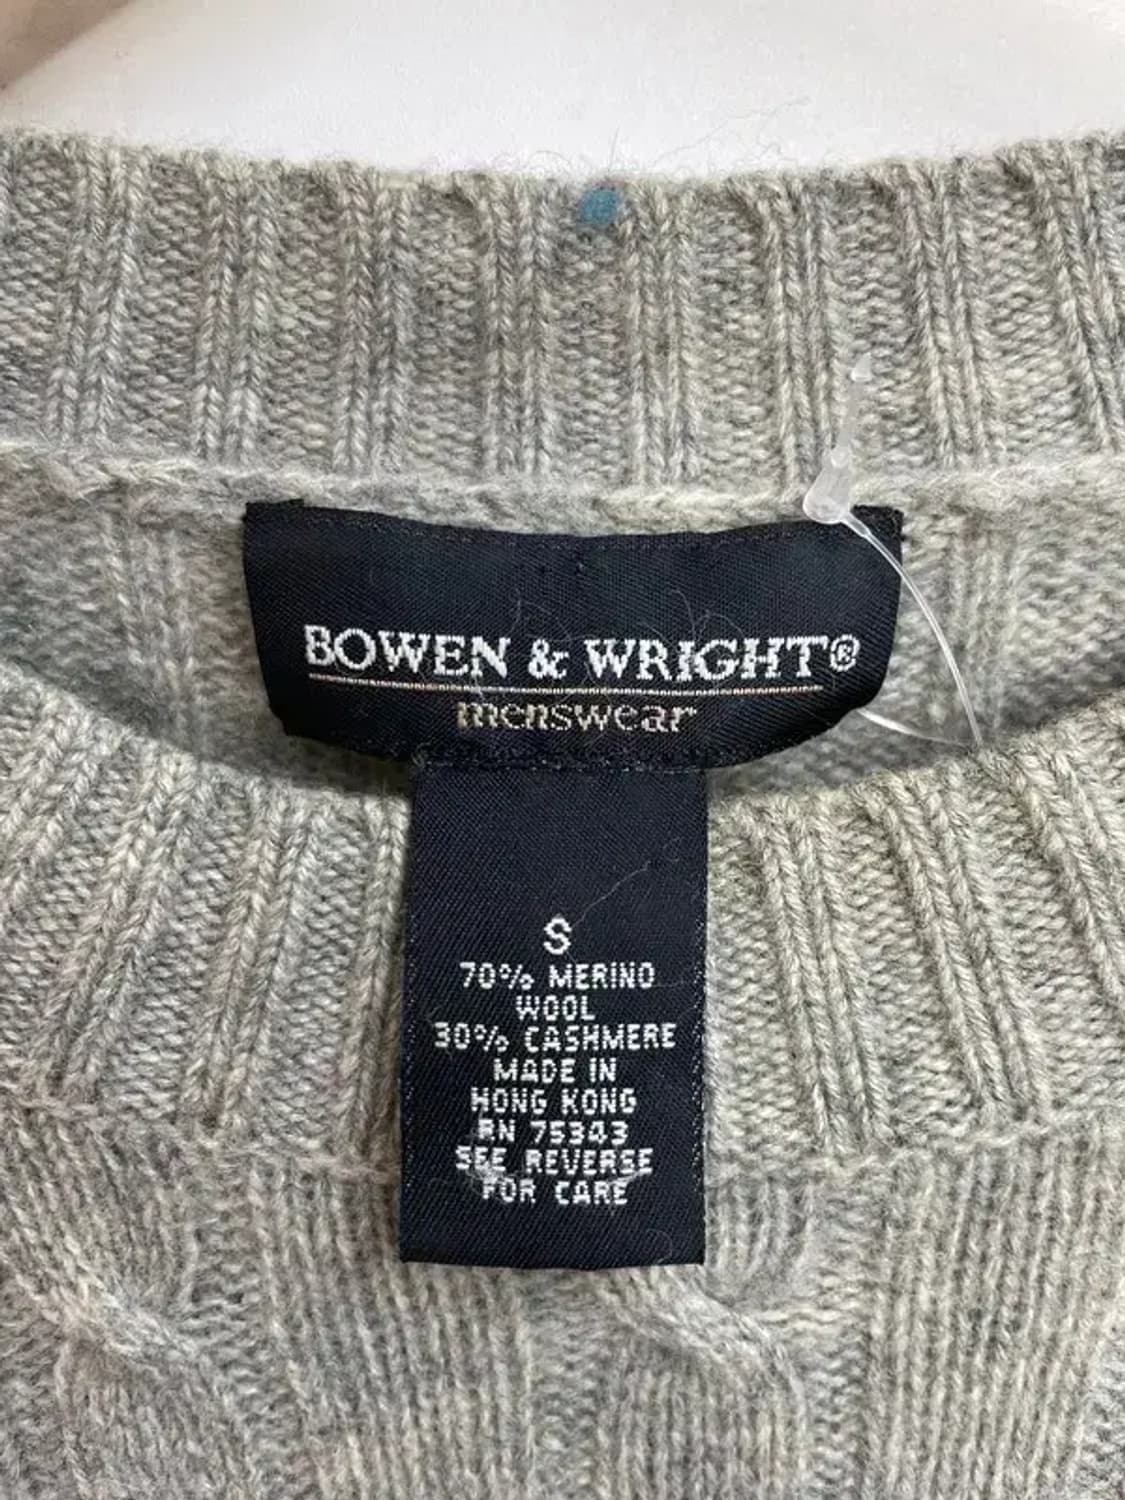 BOWEN & WRIGHT®
menswear
S
70% MERINO
WOOL
30% CASHMERE
MADE IN
HONG KONG
RN 75343
SEE REVERSE
FOR CARE